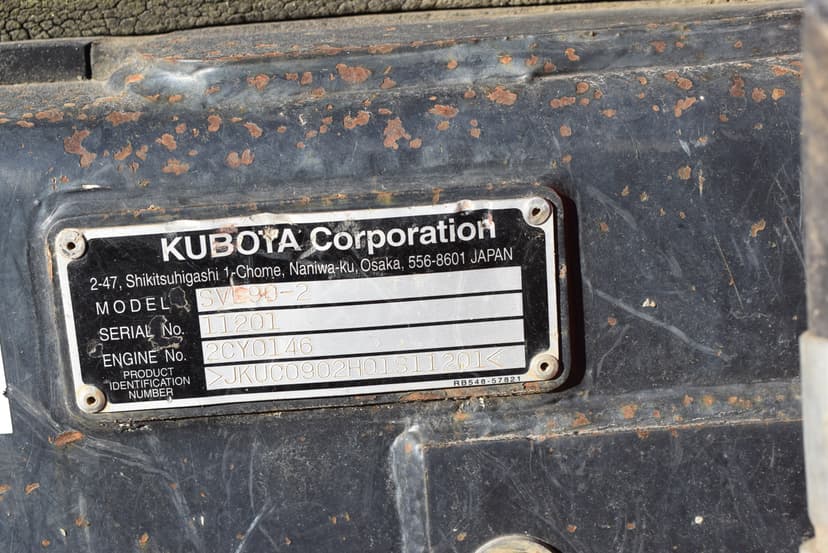 KUBOTA Corporation
2-47, Shikitsuhigashi 1-Chome, Naniwa-ku, Osaka, 556-8601 JAPAN
MODEL SVL90-2
SERIAL No. 11201
ENGINE No. 2CY0146
PRODUCT IDENTIFICATION NUMBER >JKUC0902H01S11201<
RB548-57821